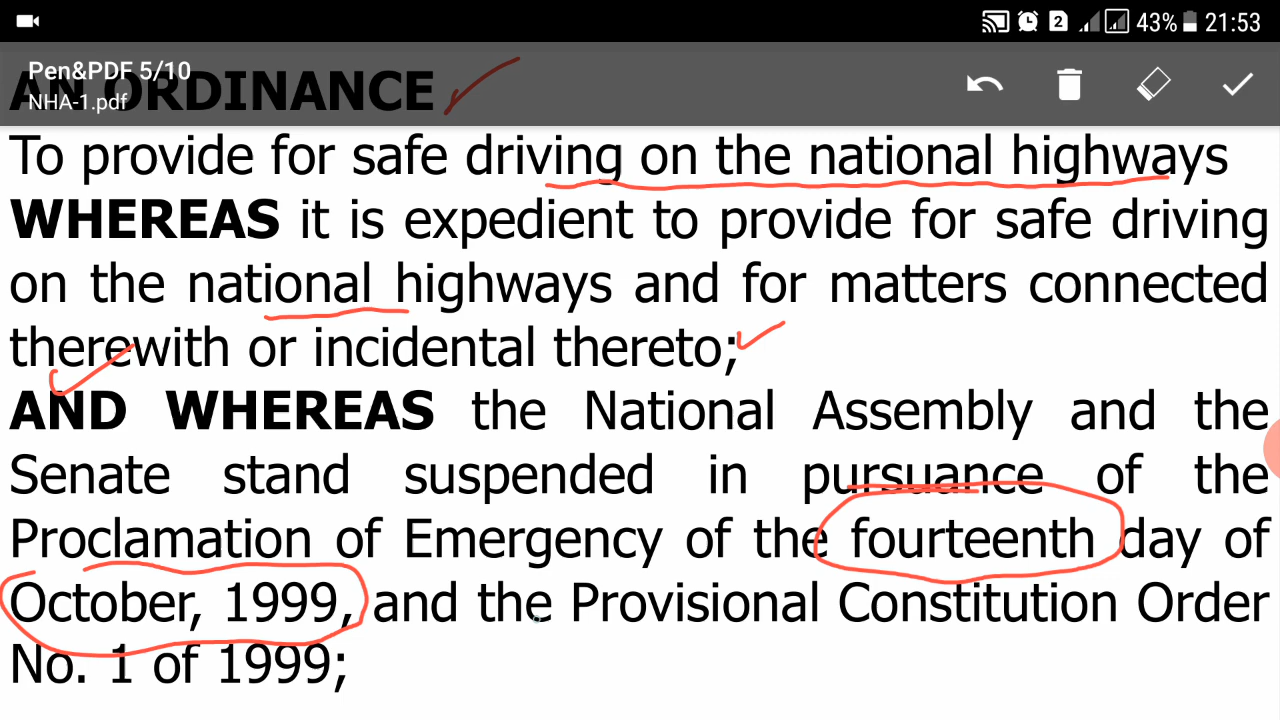 43% 21:53
Pen&PDF 5/10
AN ORDINANCE
NHA-1.pdf
To provide for safe driving on the national highways
WHEREAS it is expedient to provide for safe driving
on the national highways and for matters connected
therewith or incidental thereto;
AND WHEREAS the National Assembly and the
Senate stand suspended in pursuance of the
Proclamation of Emergency of the fourteenth day of
October, 1999, and the Provisional Constitution Order
No. 1 of 1999;